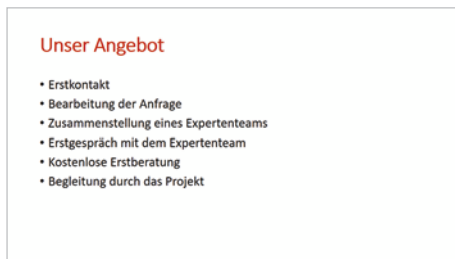 Unser Angebot
• Erstkontakt
• Bearbeitung der Anfrage
• Zusammenstellung eines Expertenteams
• Erstgespräch mit dem Expertenteam
• Kostenlose Erstberatung
• Begleitung durch das Projekt